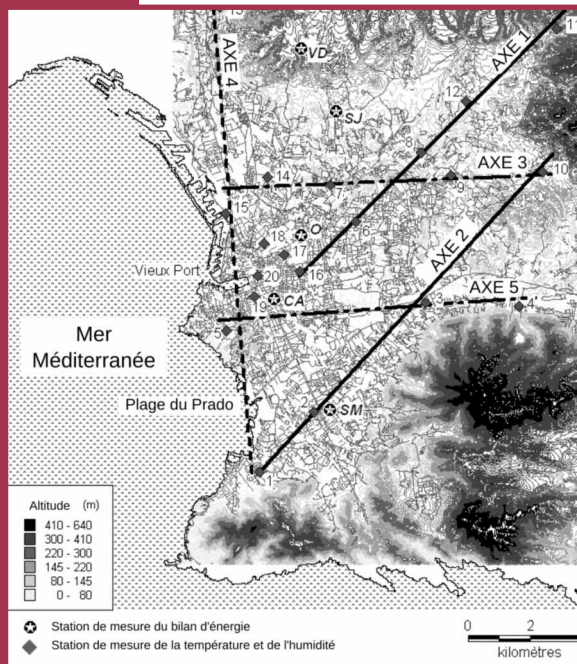 13
AXE 4
VD
AXE 1
11
12
SJ
8
AXE 3
14
7
9
10
15
AXE 2
6
18
O
17
Vieux Port
20
16
19
CA
3
AXE 5
4
5
Mer
Méditerranée
Plage du Prado
2
SM
1
Altitude (m)
410 - 640
300 - 410
220 - 300
145 - 220
80 - 145
0 - 80
Station de mesure du bilan d'énergie
Station de mesure de la température et de l'humidité
0 2
kilomètres